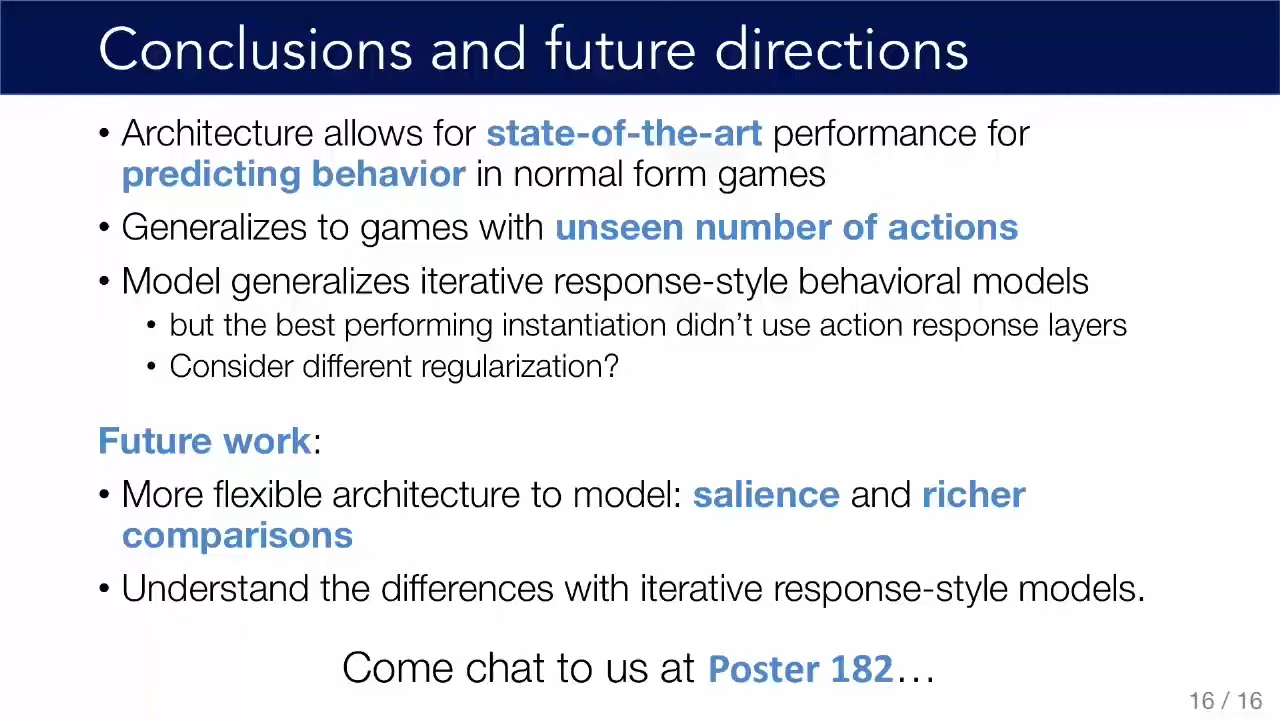 Conclusions and future directions
• Architecture allows for state-of-the-art performance for
predicting behavior in normal form games
• Generalizes to games with unseen number of actions
• Model generalizes iterative response-style behavioral models
• but the best performing instantiation didn't use action response layers
• Consider different regularization?
Future work:
• More flexible architecture to model: salience and richer
comparisons
• Understand the differences with iterative response-style models.
Come chat to us at Poster 182...
16 / 16